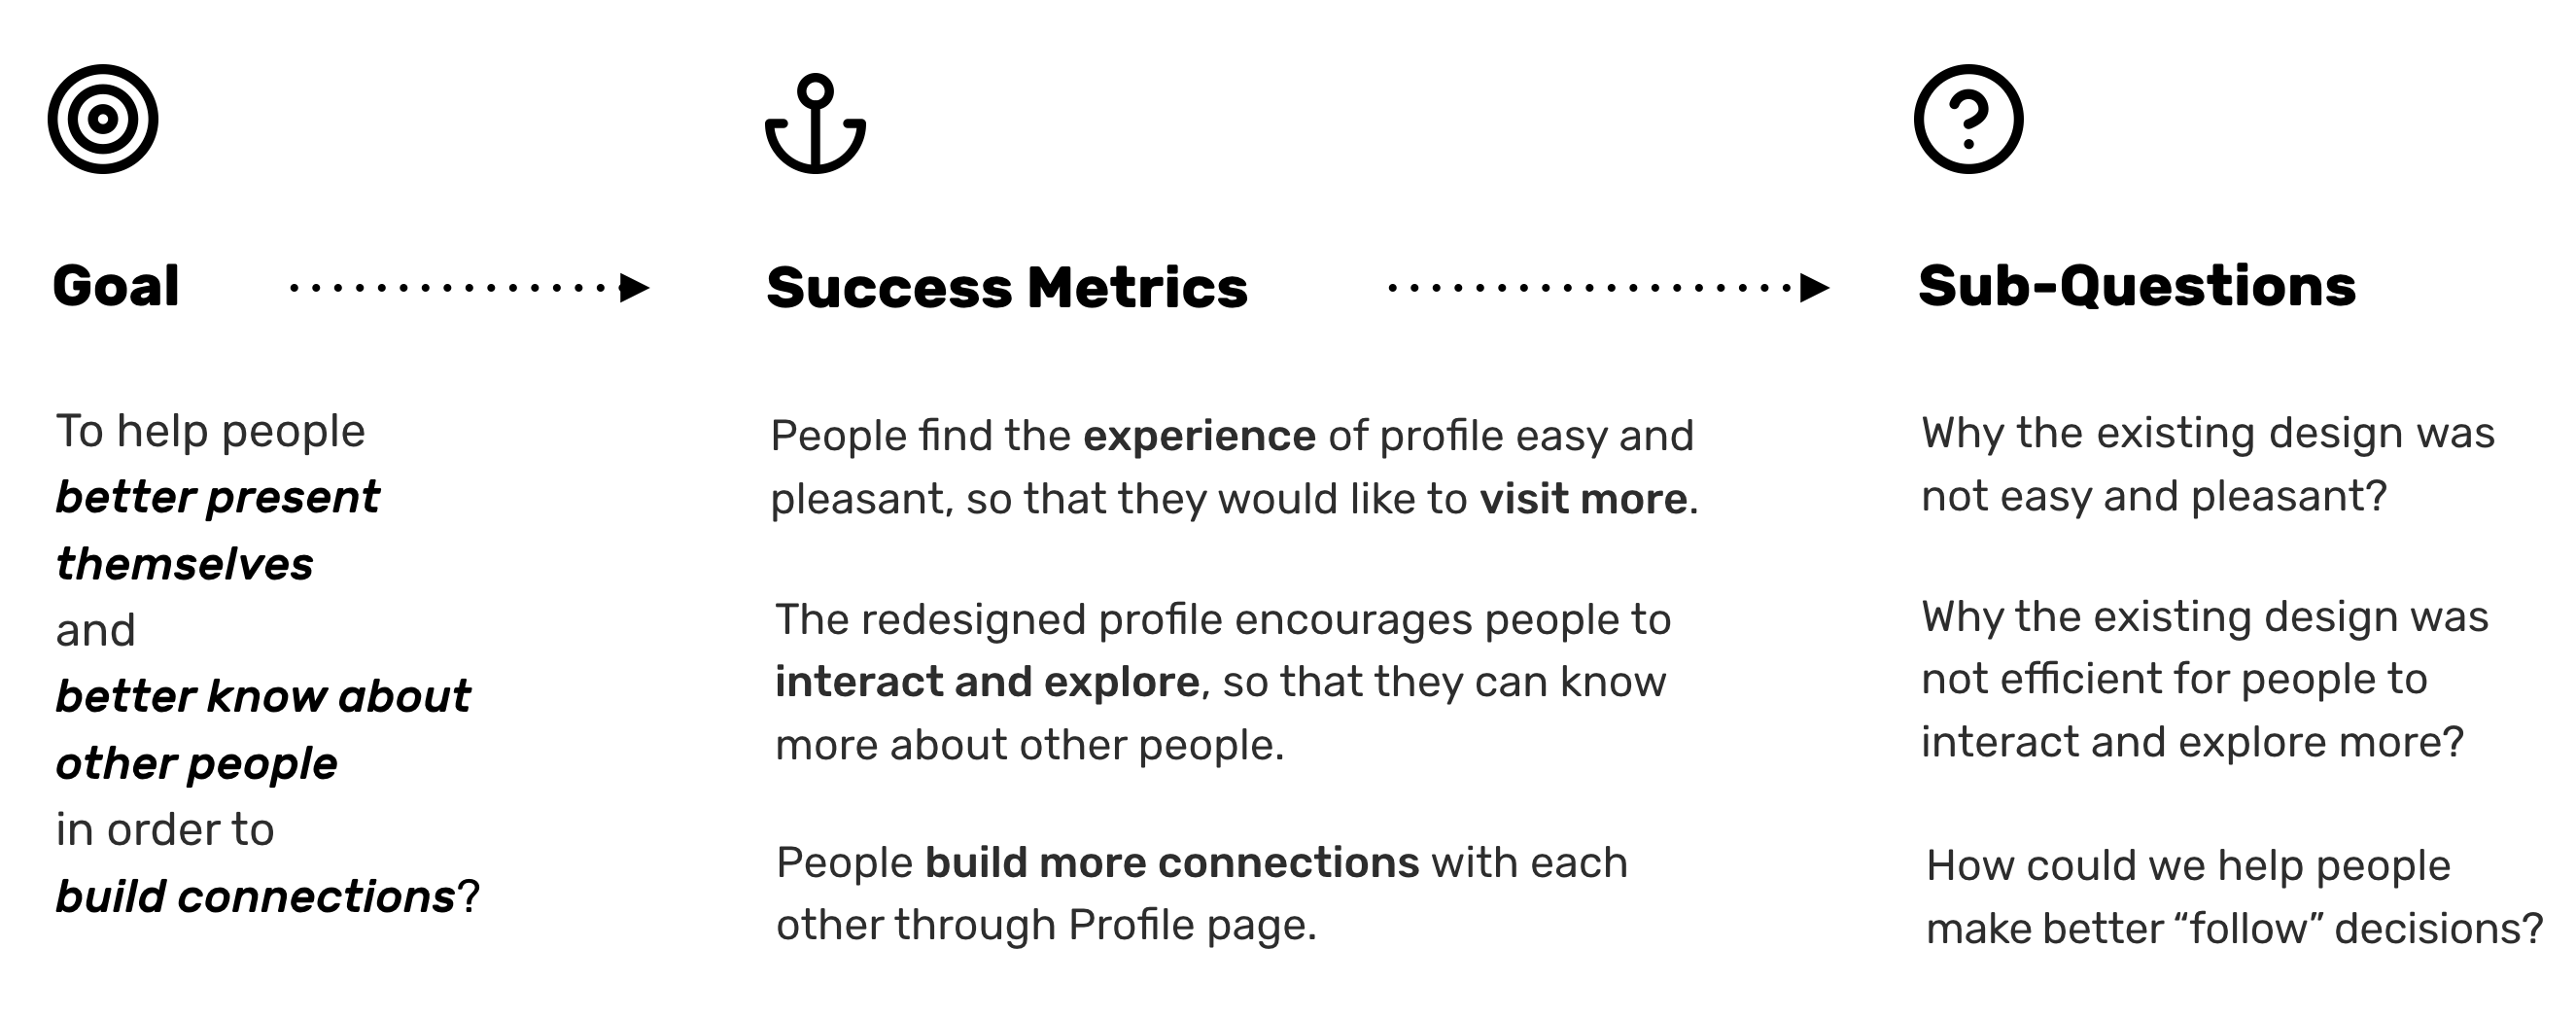 Goal
Success Metrics
Sub-Questions
To help people
better present
themselves
and
better know about
other people
in order to
build connections?
People find the experience of profile easy and
pleasant, so that they would like to visit more.
The redesigned profile encourages people to
interact and explore, so that they can know
more about other people.
People build more connections with each
other through Profile page.
Why the existing design was
not easy and pleasant?
Why the existing design was
not efficient for people to
interact and explore more?
How could we help people
make better “follow” decisions?